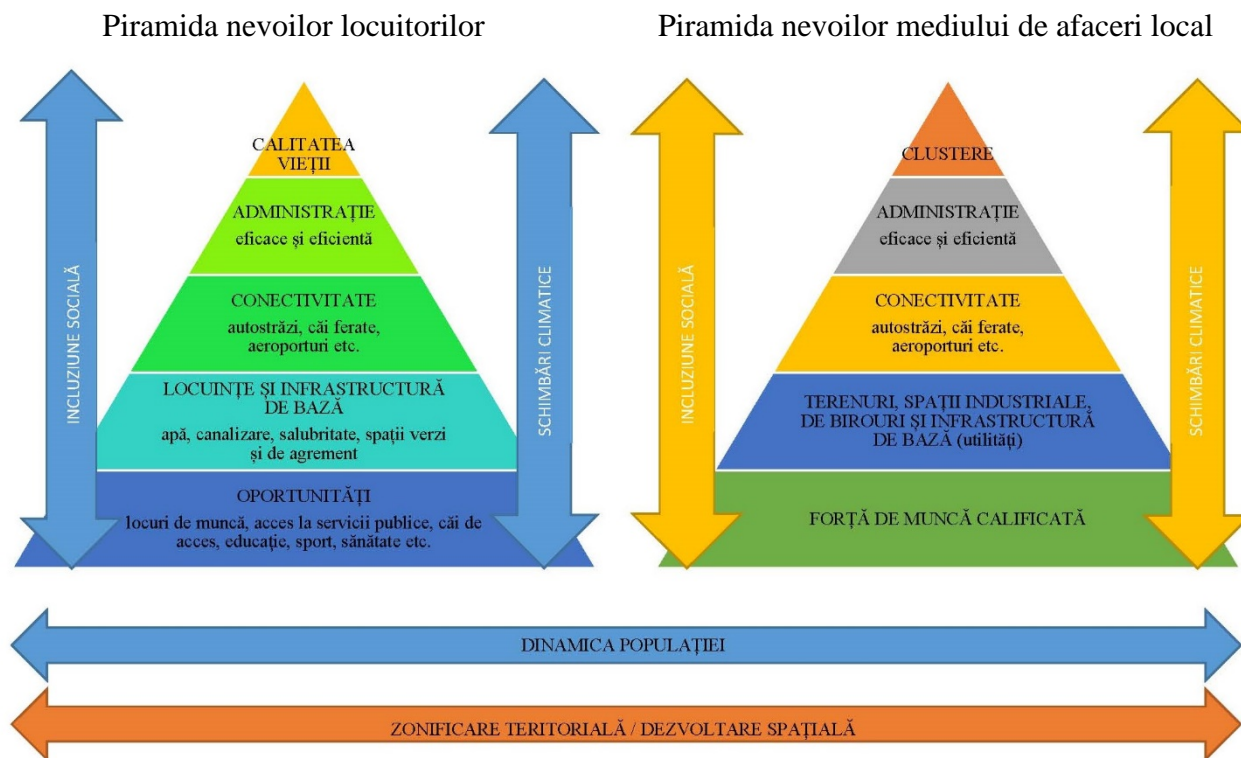 Piramida nevoilor locuitorilor
Piramida nevoilor mediului de afaceri local
INCLUZIUNE SOCIALĂ
CALITATEA
VIEȚII
ADMINISTRAȚIE
eficace și eficientă
CONECTIVITATE
autostrăzi, căi ferate,
aeroporturi etc.
LOCUINȚE ȘI INFRASTRUCTURĂ
DE BAZĂ
apă, canalizare, salubritate, spații verzi
și de agrement
OPORTUNITĂȚI
locuri de muncă, acces la servicii publice, căi de
acces, educație, sport, sănătate etc.
SCHIMBĂRI CLIMATICE
INCLUZIUNE SOCIALĂ
CLUSTERE
ADMINISTRAȚIE
eficace și eficientă
CONECTIVITATE
autostrăzi, căi ferate,
aeroporturi etc.
TERENURI, SPAȚII INDUSTRIALE,
DE BIROURI ȘI INFRASTRUCTURĂ
DE BAZĂ (utilități)
FORȚĂ DE MUNCĂ CALIFICATĂ
SCHIMBĂRI CLIMATICE
DINAMICA POPULAȚIEI
ZONIFICARE TERITORIALĂ / DEZVOLTARE SPAȚIALĂ